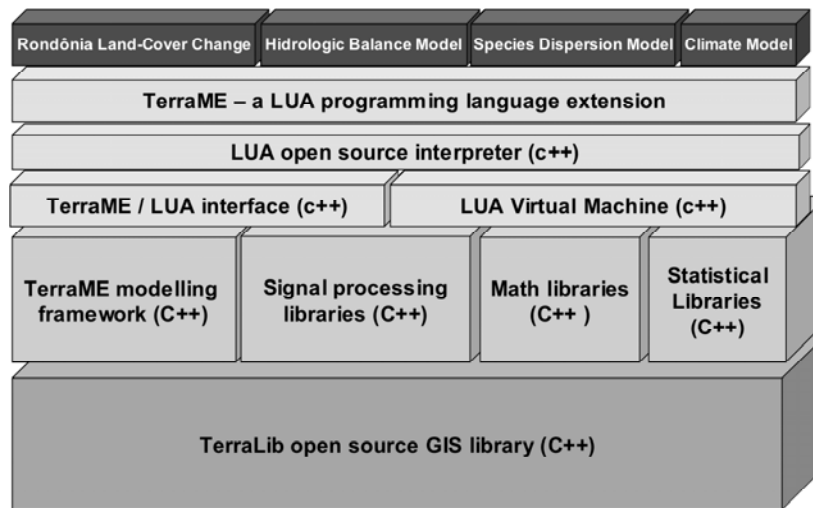 Rondônia Land-Cover Change
Hidrologic Balance Model
Species Dispersion Model
Climate Model
TerraME – a LUA programming language extension
LUA open source interpreter (c++)
TerraME / LUA interface (c++)
LUA Virtual Machine (c++)
TerraME modelling
framework (C++)
Signal processing
libraries (C++)
Math libraries
(C++ )
Statistical
Libraries
(C++)
TerraLib open source GIS library (C++)